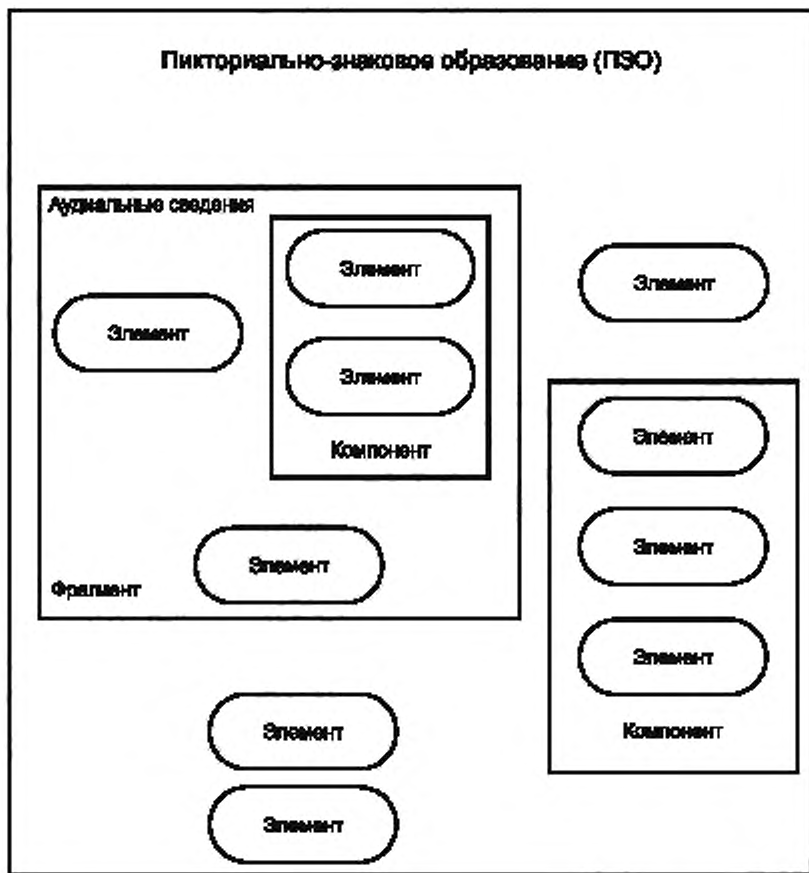 Пикториально-знаковое образование (ПЗО)
Аудиальные сведения
Элемент
Элемент
Элемент
Элемент
Компонент
Элемент
Фрагмент
Элемент
Элемент
Элемент
Компонент
Элемент
Элемент